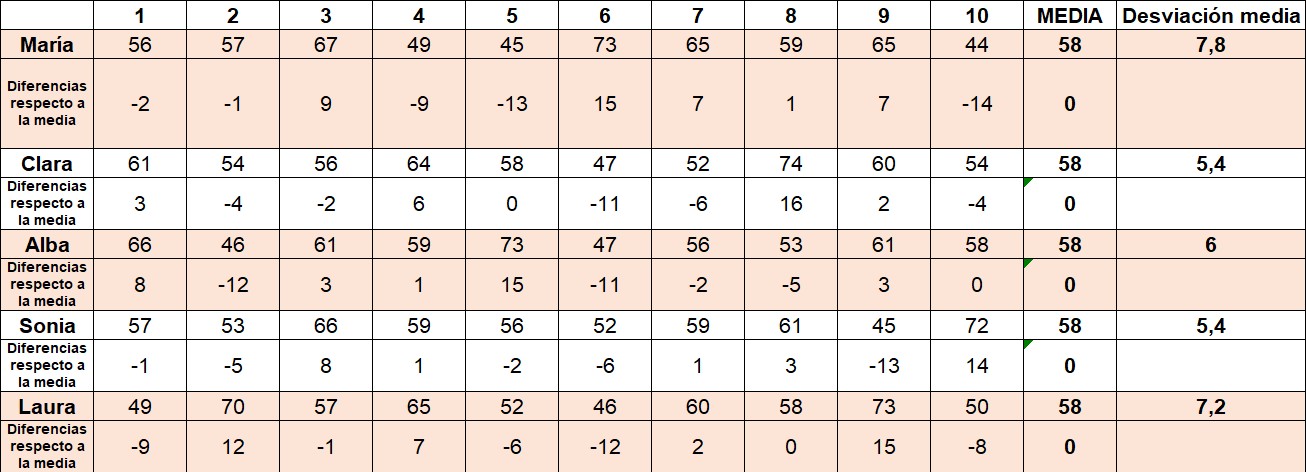 1 2 3 4 5 6 7 8 9 10 MEDIA Desviación media
María 56 57 67 49 45 73 65 59 65 44 58 7,8
Diferencias
respecto a
la media
-2 -1 9 -9 -13 15 7 1 7 -14 0
Clara 61 54 56 64 58 47 52 74 60 54 58 5,4
Diferencias
respecto a
la media
3 -4 -2 6 0 -11 -6 16 2 -4 0
Alba 66 46 61 59 73 47 56 53 61 58 58 6
Diferencias
respecto a
la media
8 -12 3 1 15 -11 -2 -5 3 0 0
Sonia 57 53 66 59 56 52 59 61 45 72 58 5,4
Diferencias
respecto a
la media
-1 -5 8 1 -2 -6 1 3 -13 14 0
Laura 49 70 57 65 52 46 60 58 73 50 58 7,2
Diferencias
respecto a
la media
-9 12 -1 7 -6 -12 2 0 15 -8 0